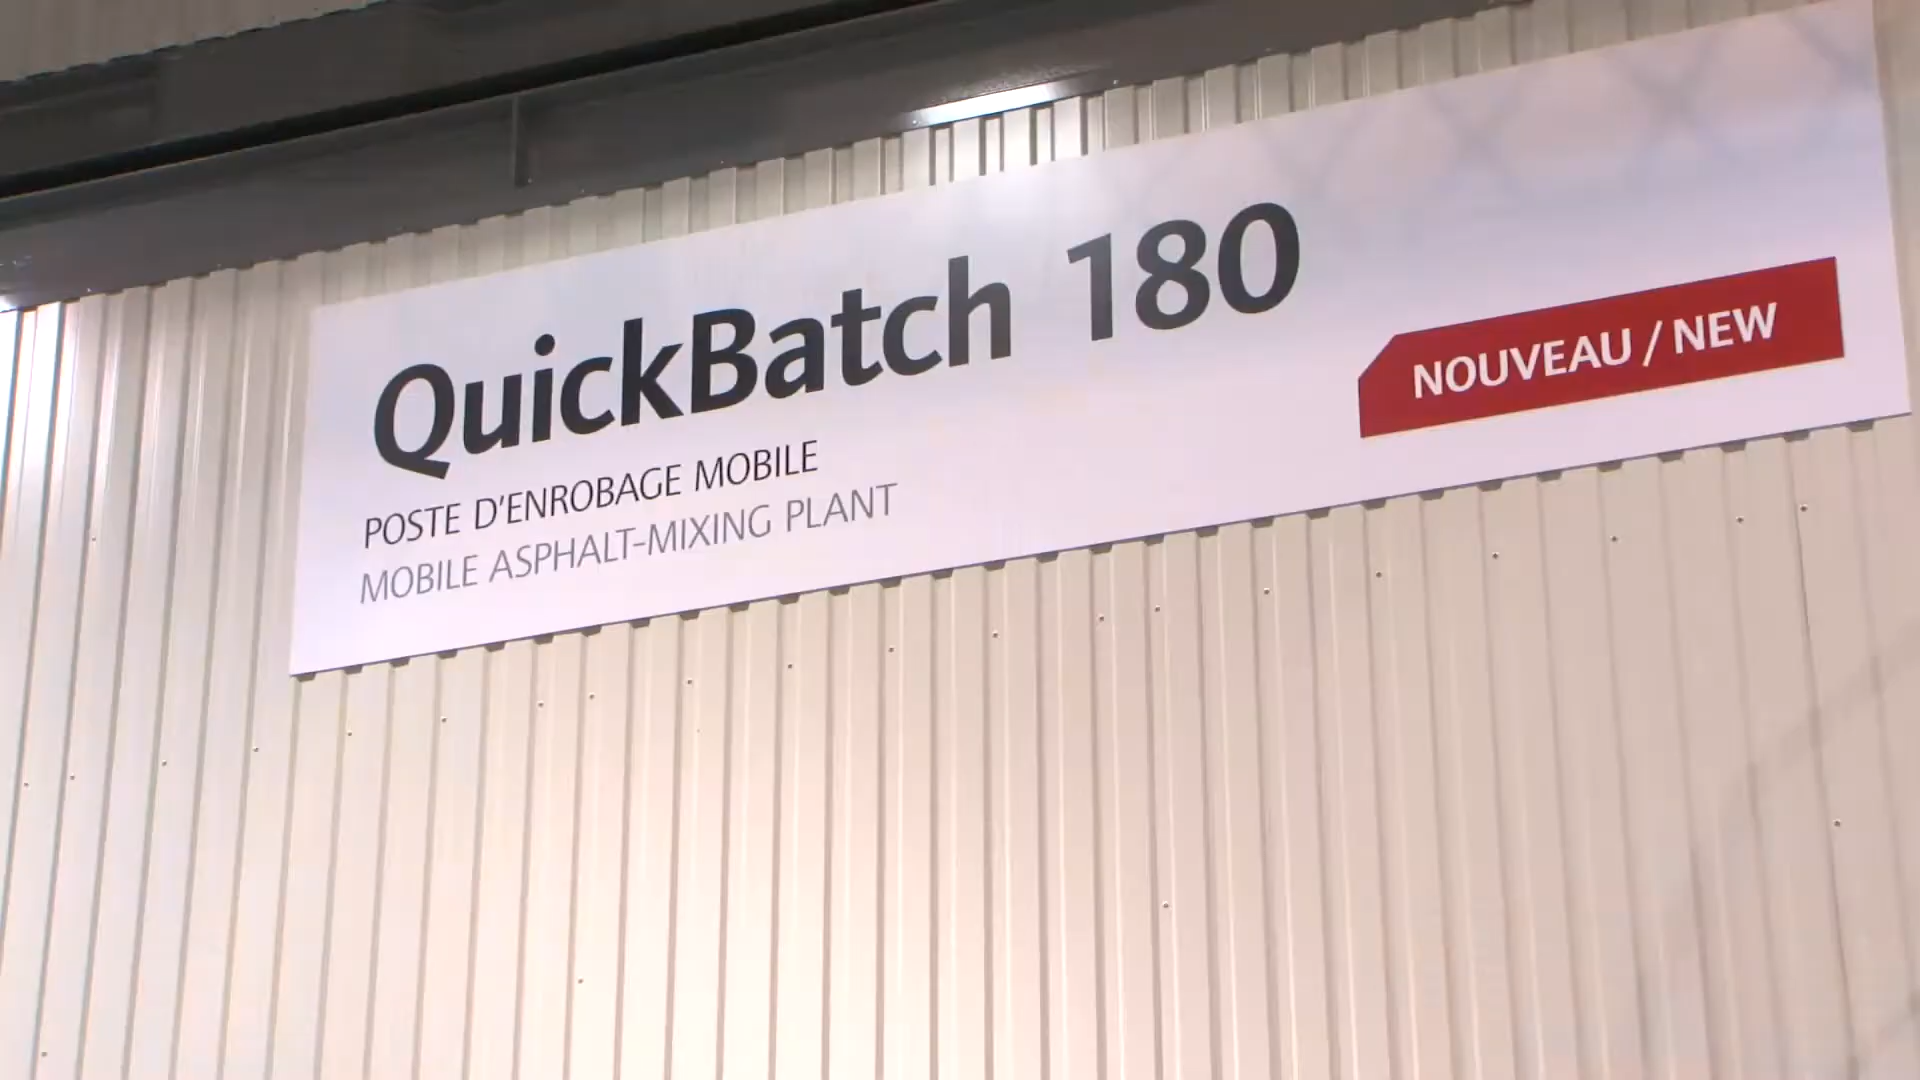 QuickBatch 180
POSTE D'ENROBAGE MOBILE
MOBILE ASPHALT-MIXING PLANT
NOUVEAU / NEW